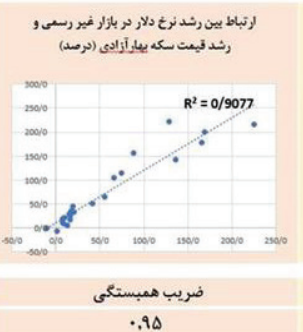 ارتباط بین رشد نرخ دلار در بازار غیر رسمی و
رشد قیمت سکه بهارآزادی (درصد)
300/0
250/0
200/0
150/0
100/0
50/0
0/0
-50/0
R² = 0/9077
-50/0 0/0 50/0 100/0 150/0 200/0 250/0
ضریب همبستگی
۰,۹۵